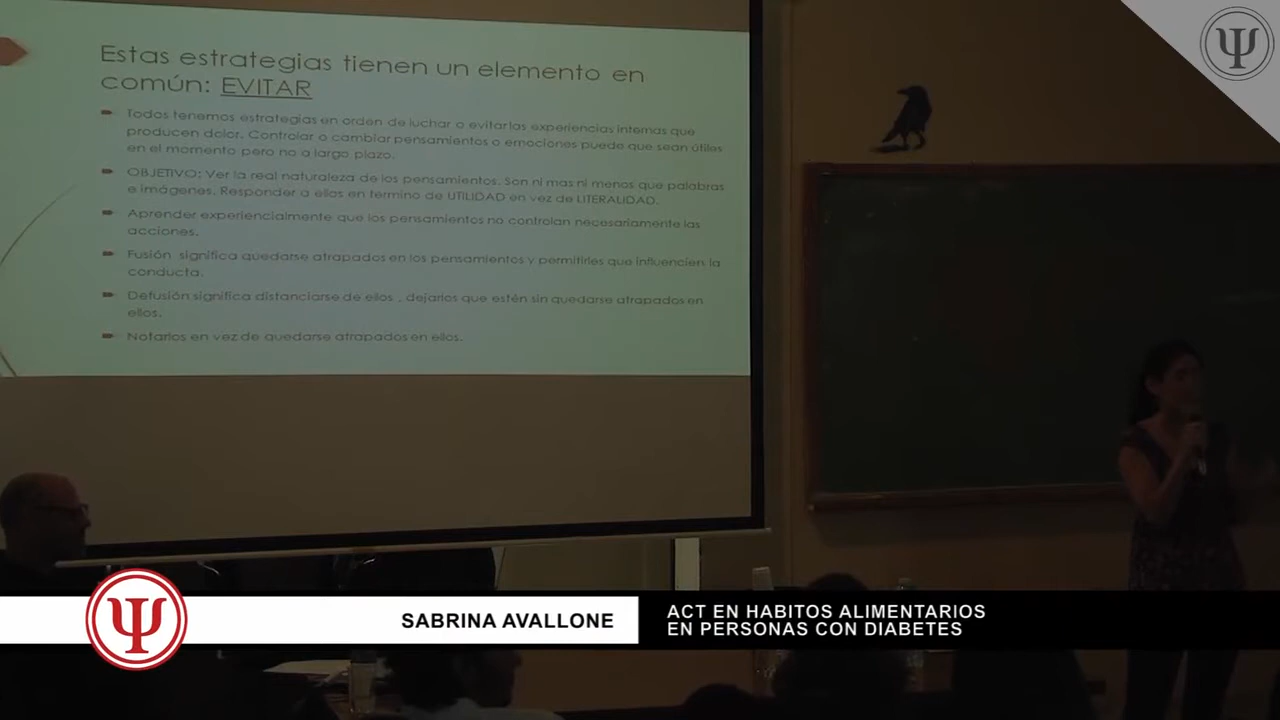 Estas estrategias tienen un elemento en
común: EVITAR
Todos tenemos estrategias en orden de luchar o evitar las experiencias internas que
producen dolor. Controlar o cambiar pensamientos o emociones puede que sean útiles
en el momento pero no a largo plazo.
OBJETIVO: Ver la real naturaleza de los pensamientos. Son ni mas ni menos que palabras
e imágenes. Responder a ellos en termino de UTILIDAD en vez de LITERALIDAD.
Aprender experiencialmente que los pensamientos no controlan necesariamente las
acciones.
Fusión significa quedarse atrapados en los pensamientos y permitirles que influencien la
conducta.
Defusión significa distanciarse de ellos , dejarlos que estén sin quedarse atrapados en
ellos.
Notarlos en vez de quedarse atrapados en ellos.
Ψ
Ψ
SABRINA AVALLONE
ACT EN HABITOS ALIMENTARIOS
EN PERSONAS CON DIABETES